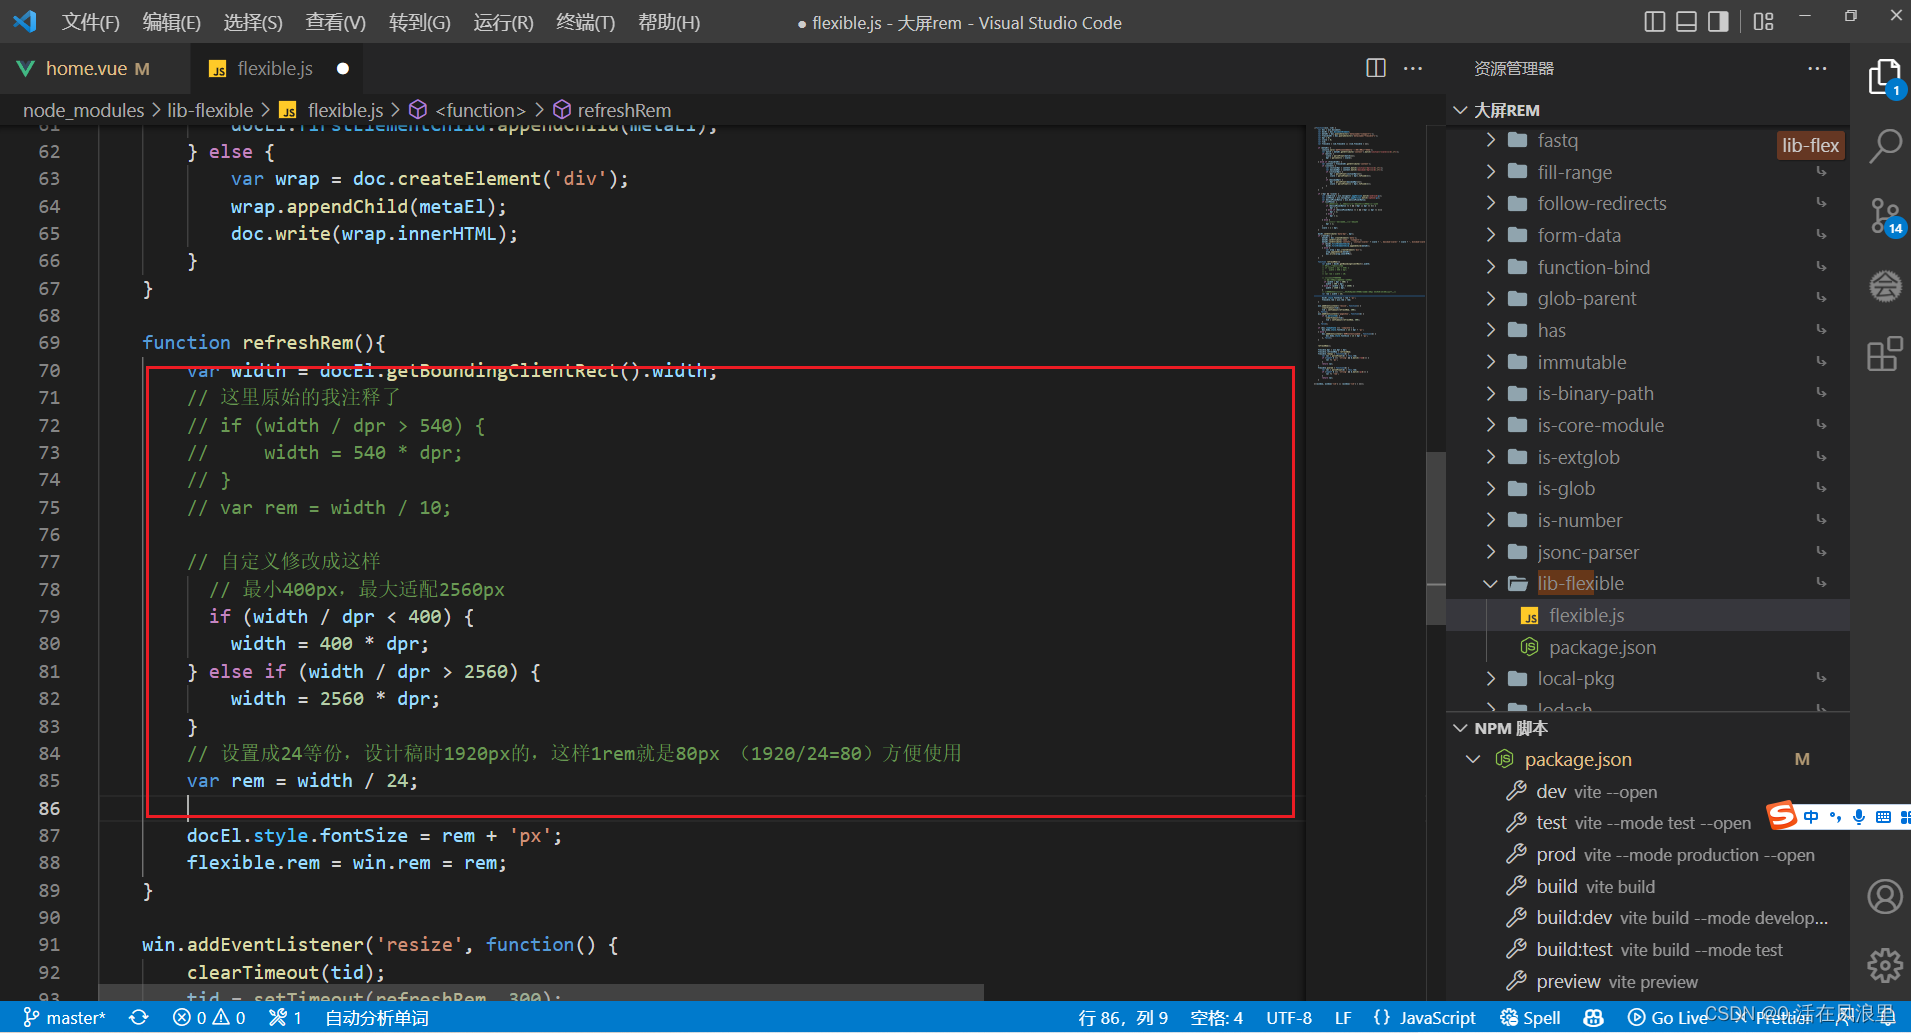 文件(F) 编辑(E) 选择(S) 查看(V) 转到(G) 运行(R) 终端(T) 帮助(H)
● flexible.js - 大屏rem - Visual Studio Code
home.vue M
flexible.js ●
node_modules > lib-flexible > JS flexible.js > <function> > refreshRem
61 docEl.firstElementChild.appendChild(metaEl);
62 } else {
63 var wrap = doc.createElement('div');
64 wrap.appendChild(metaEl);
65 doc.write(wrap.innerHTML);
66 }
67 }
68
69 function refreshRem(){
70 var width = docEl.getBoundingClientRect().width;
71 // 这里原始的我注释了
72 // if (width / dpr > 540) {
73 // width = 540 * dpr;
74 // }
75 // var rem = width / 10;
76
77 // 自定义修改成这样
78 // 最小400px，最大适配2560px
79 if (width / dpr < 400) {
80 width = 400 * dpr;
81 } else if (width / dpr > 2560) {
82 width = 2560 * dpr;
83 }
84 // 设置成24等份，设计稿时1920px的，这样1rem就是80px （1920/24=80）方便使用
85 var rem = width / 24;
86
87 docEl.style.fontSize = rem + 'px';
88 flexible.rem = win.rem = rem;
89 }
90
91 win.addEventListener('resize', function() {
92 clearTimeout(tid);
93 tid = setTimeout(refreshRem, 300);
资源管理器
大屏REM
lib-flex
fastq
fill-range
follow-redirects
form-data
function-bind
glob-parent
has
immutable
is-binary-path
is-core-module
is-extglob
is-glob
is-number
jsonc-parser
lib-flexible
JS flexible.js
package.json
local-pkg
lodash
NPM 脚本
package.json M
dev vite --open
test vite --mode test --open
prod vite --mode production --open
build vite build
build:dev vite build --mode develop...
build:test vite build --mode test
preview vite preview
1
14
中
master* 0 0 1 自动分析单词
行 86，列 9 空格: 4 UTF-8 LF {} JavaScript Spell Go Live Prettier
CSDN @0.活在风浪里